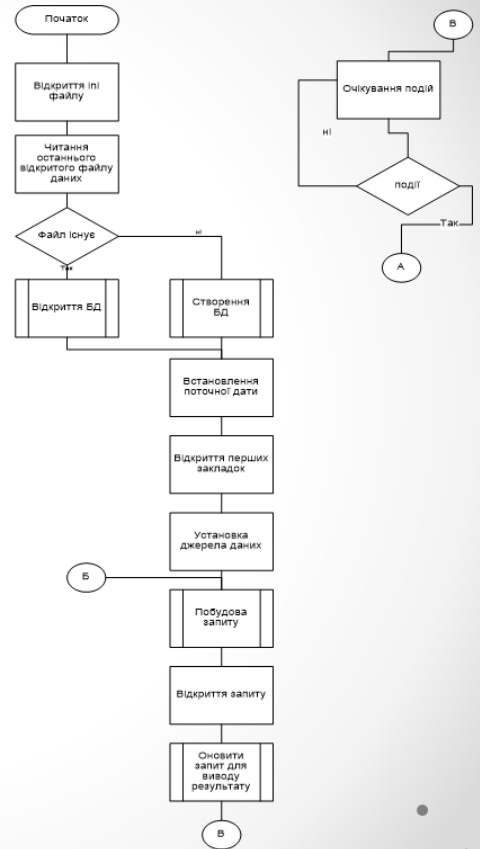 Початок
Відкриття ini
файлу
Читання
останнього
відкритого файлу
даних
Файл існує
ні
Так
Відкриття БД
Створення
БД
Встановлення
поточної дати
Відкриття перших
закладок
Установка
джерела даних
Б
Побудова
запиту
Відкриття запиту
Оновити
запит для
виводу
результату
В
В
Очікування подій
ні
події
Так
А